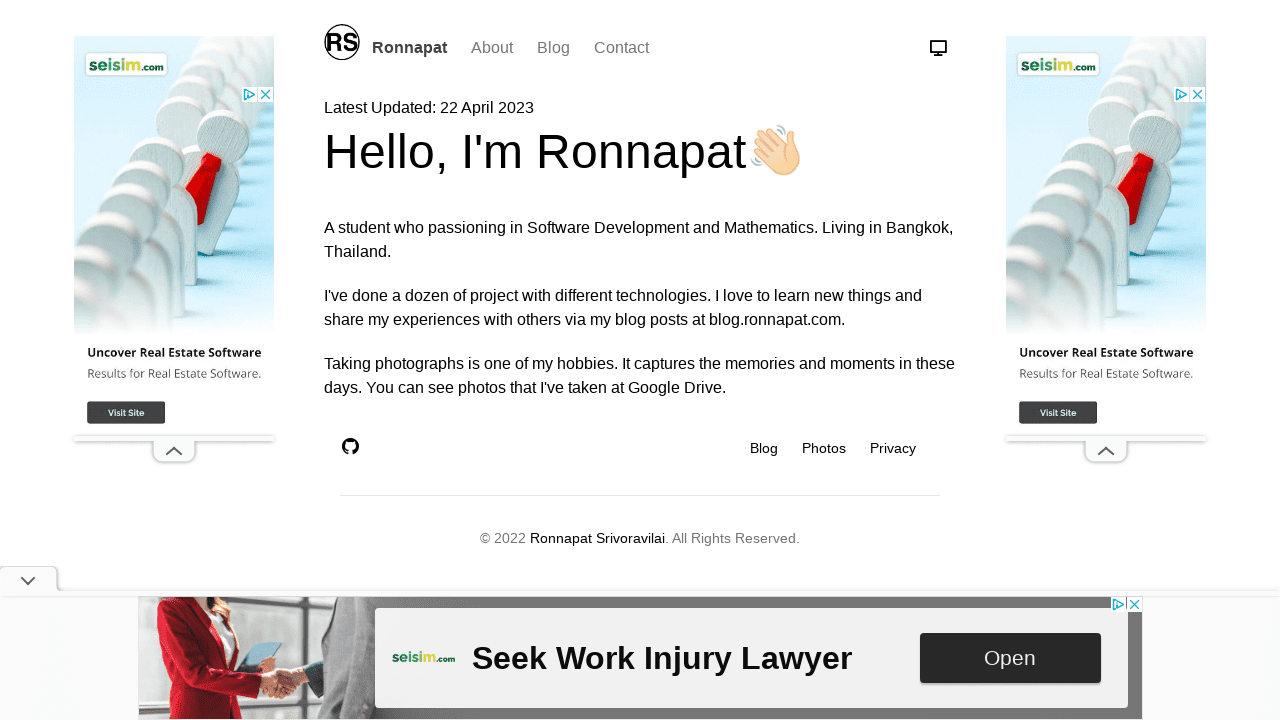 RS
Ronnapat About Blog Contact
Latest Updated: 22 April 2023
Hello, I'm Ronnapat👋🏼
A student who passioning in Software Development and Mathematics. Living in Bangkok,
Thailand.
I've done a dozen of project with different technologies. I love to learn new things and
share my experiences with others via my blog posts at blog.ronnapat.com.
Taking photographs is one of my hobbies. It captures the memories and moments in these
days. You can see photos that I've taken at Google Drive.
Blog Photos Privacy
© 2022 Ronnapat Srivoravilai. All Rights Reserved.
seisim.com
Uncover Real Estate Software
Results for Real Estate Software.
Visit Site
seisim.com
Uncover Real Estate Software
Results for Real Estate Software.
Visit Site
seisim.com
Seek Work Injury Lawyer
Open